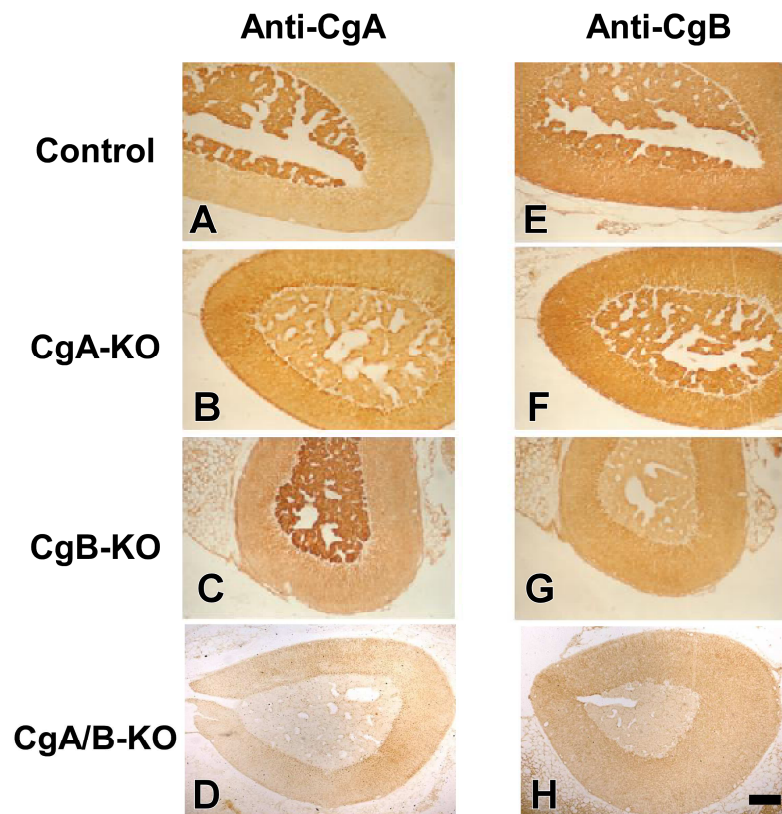 Anti-CgA Anti-CgB
Control
A E
CgA-KO
B F
CgB-KO
C G
CgA/B-KO
D H